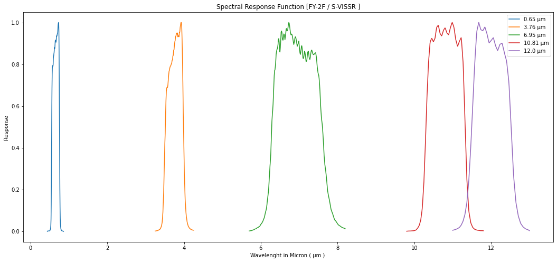 Spectral Response Function [FY-2F / S-VISSR ]
0.65 μm
3.76 μm
6.95 μm
10.81 μm
12.0 μm
Response
1.0
0.8
0.6
0.4
0.2
0.0
0
2
4
6
8
10
12
Wavelenght in Micron ( μm )